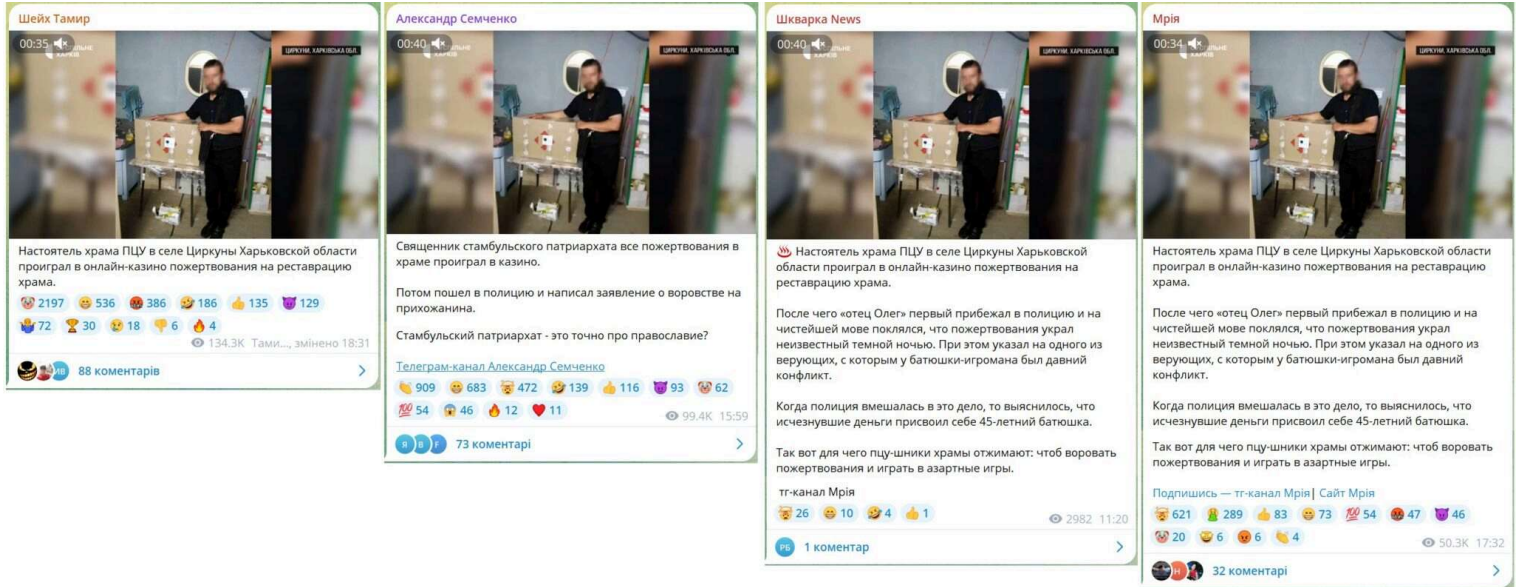 Шейх Тамир
00:35
ЦИРКУНИ, ХАРКІВСЬКА ОБЛ.
Настоятель храма ПЦУ в селе Циркуны Харьковской области
проиграл в онлайн-казино пожертвования на реставрацию
храма.
2197 536 386 186 135 129
72 30 18 6 4
134.3K Тами..., змінено 18:31
88 коментарів
Александр Семченко
00:40
ЦИРКУНИ, ХАРКІВСЬКА ОБЛ.
Священник стамбульского патриархата все пожертвования в
храме проиграл в казино.
Потом пошел в полицию и написал заявление о воровстве на
прихожанина.
Стамбульский патриархат - это точно про православие?
Телеграм-канал Александр Семченко
909 683 472 139 116 93 62
100 54 46 12 11
99.4K 15:59
Я В F 73 коментарі
Шкварка News
00:40
ЦИРКУНИ, ХАРКІВСЬКА ОБЛ.
Настоятель храма ПЦУ в селе Циркуны Харьковской
области проиграл в онлайн-казино пожертвования на
реставрацию храма.
После чего «отец Олег» первый прибежал в полицию и на
чистейшей мове поклялся, что пожертвования украл
неизвестный темной ночью. При этом указал на одного из
верующих, с которым у батюшки-игромана был давний
конфликт.
Когда полиция вмешалась в это дело, то выяснилось, что
исчезнувшие деньги присвоил себе 45-летний батюшка.
Так вот для чего пцу-шники храмы отжимают: чтоб воровать
пожертвования и играть в азартные игры.
тг-канал Мрія
26 10 4 1
2982 11:20
РБ 1 коментар
Мрія
00:34
ЦИРКУНИ, ХАРКІВСЬКА ОБЛ.
Настоятель храма ПЦУ в селе Циркуны Харьковской области
проиграл в онлайн-казино пожертвования на реставрацию
храма.
После чего «отец Олег» первый прибежал в полицию и на
чистейшей мове поклялся, что пожертвования украл
неизвестный темной ночью. При этом указал на одного из
верующих, с которым у батюшки-игромана был давний
конфликт.
Когда полиция вмешалась в это дело, то выяснилось, что
исчезнувшие деньги присвоил себе 45-летний батюшка.
Так вот для чего пцу-шники храмы отжимают: чтоб воровать
пожертвования и играть в азартные игры.
Подпишись — тг-канал Мрія| Сайт Мрія
621 289 83 73 100 54 47 46
20 6 6 4
50.3K 17:32
Н 32 коментарі